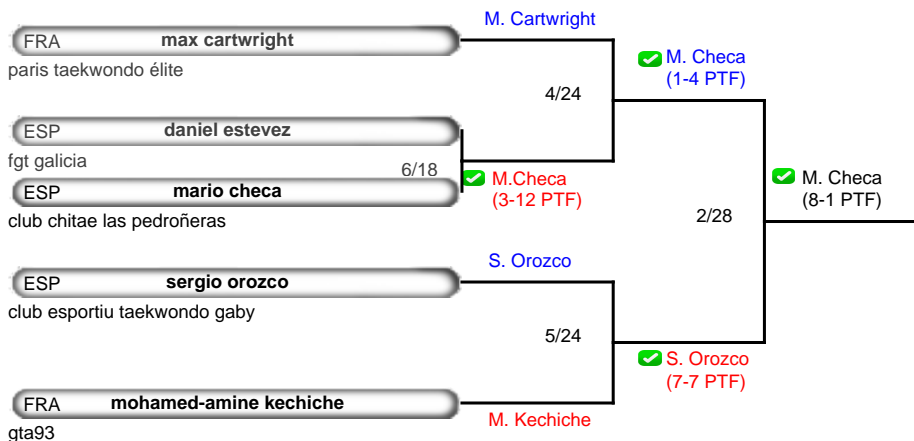 M. Cartwright
FRA max cartwright
paris taekwondo élite
M. Checa
(1-4 PTF)
4/24
ESP daniel estevez
fgt galicia
6/18
M.Checa
(3-12 PTF)
ESP mario checa
club chitae las pedroñeras
M. Checa
(8-1 PTF)
2/28
S. Orozco
ESP sergio orozco
club esportiu taekwondo gaby
5/24
S. Orozco
(7-7 PTF)
FRA mohamed-amine kechiche
M. Kechiche
gta93